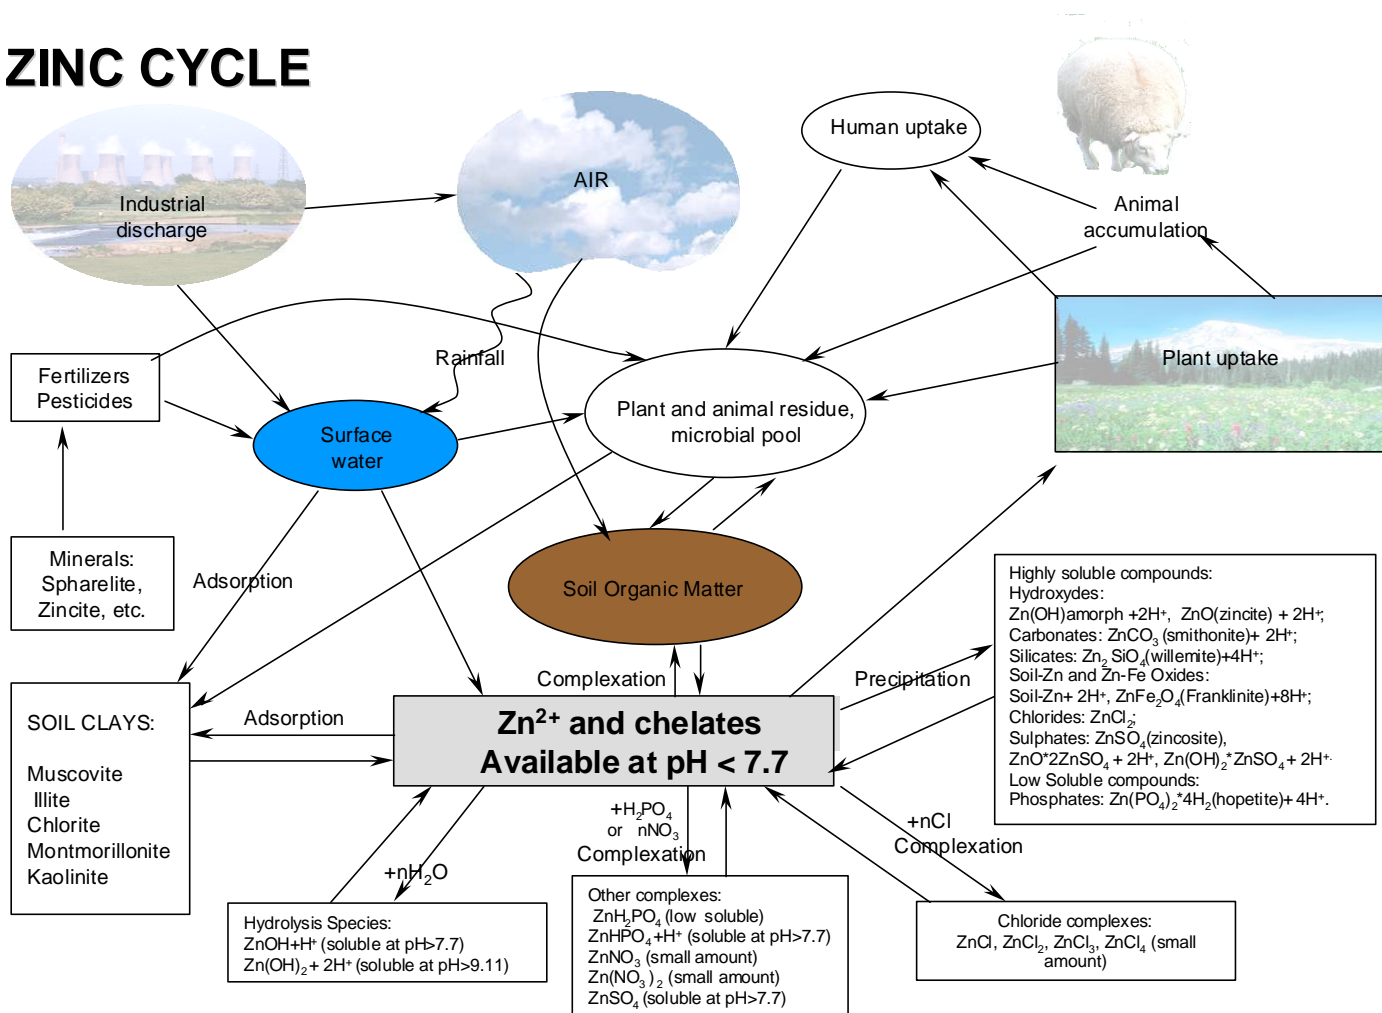 ZINC CYCLE
Industrial
discharge
AIR
Human uptake
Animal
accumulation
Plant uptake
Rainfall
Fertilizers
Pesticides
Surface
water
Plant and animal residue,
microbial pool
Minerals:
Spharelite,
Zincite, etc.
Adsorption
Soil Organic Matter
Highly soluble compounds:
Hydroxydes:
Zn(OH)amorph +2H⁺, ZnO(zincite) + 2H⁺;
Carbonates: ZnCO₃ (smithonite)+ 2H⁺;
Silicates: Zn₂ SiO₄(willemite)+4H⁺;
Soil-Zn and Zn-Fe Oxides:
Soil-Zn+ 2H⁺, ZnFe₂O₄(Franklinite)+8H⁺;
Chlorides: ZnCl₂;
Sulphates: ZnSO₄(zincosite),
ZnO*2ZnSO₄ + 2H⁺, Zn(OH)₂*ZnSO₄ + 2H⁺.
Low Soluble compounds:
Phosphates: Zn(PO₄)₂*4H₂(hopetite)+ 4H⁺.
Complexation
Precipitation
SOIL CLAYS:
Muscovite
Illite
Chlorite
Montmorillonite
Kaolinite
Adsorption
Zn²⁺ and chelates
Available at pH < 7.7
+nH₂O
+H₂PO₄
or nNO₃
Complexation
+nCl
Complexation
Hydrolysis Species:
ZnOH+H⁺ (soluble at pH>7.7)
Zn(OH)₂ + 2H⁺ (soluble at pH>9.11)
Other complexes:
ZnH₂PO₄ (low soluble)
ZnHPO₄+H⁺ (soluble at pH>7.7)
ZnNO₃ (small amount)
Zn(NO₃)₂ (small amount)
ZnSO₄ (soluble at pH>7.7)
Chloride complexes:
ZnCl, ZnCl₂, ZnCl₃, ZnCl₄ (small
amount)